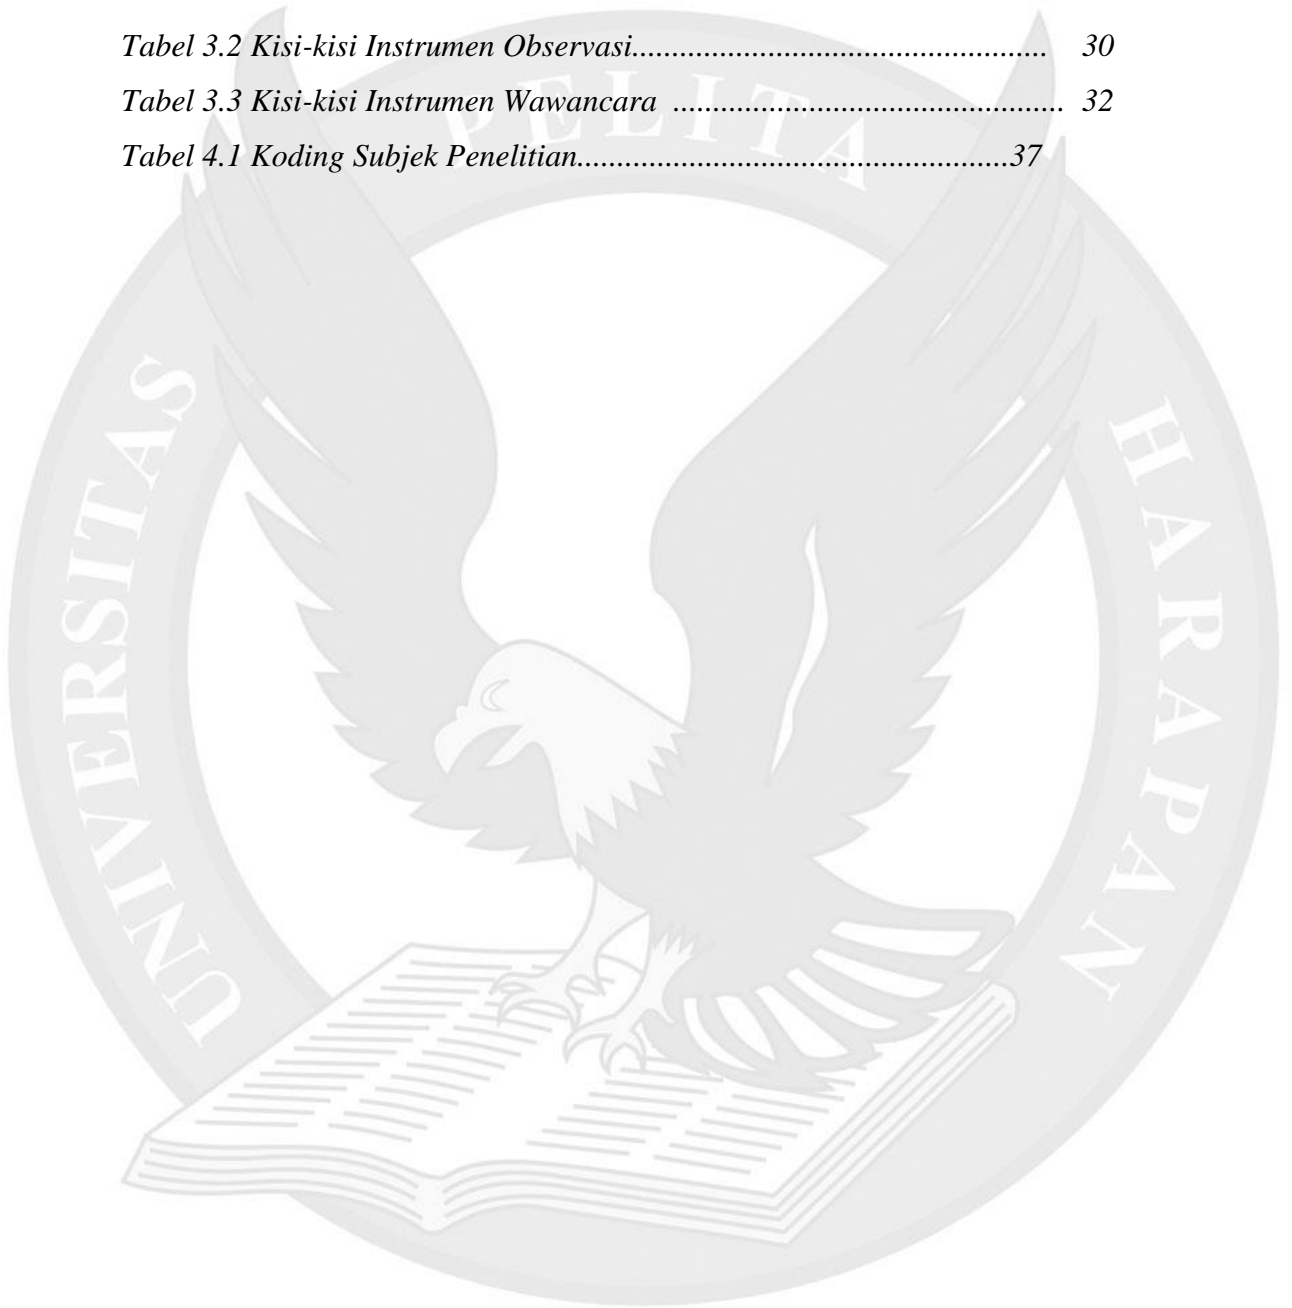 Tabel 3.2 Kisi-kisi Instrumen Observasi.................................................... 30
Tabel 3.3 Kisi-kisi Instrumen Wawancara ................................................. 32
Tabel 4.1 Koding Subjek Penelitian......................................................37
UNIVERSITAS PELITA HARAPAN